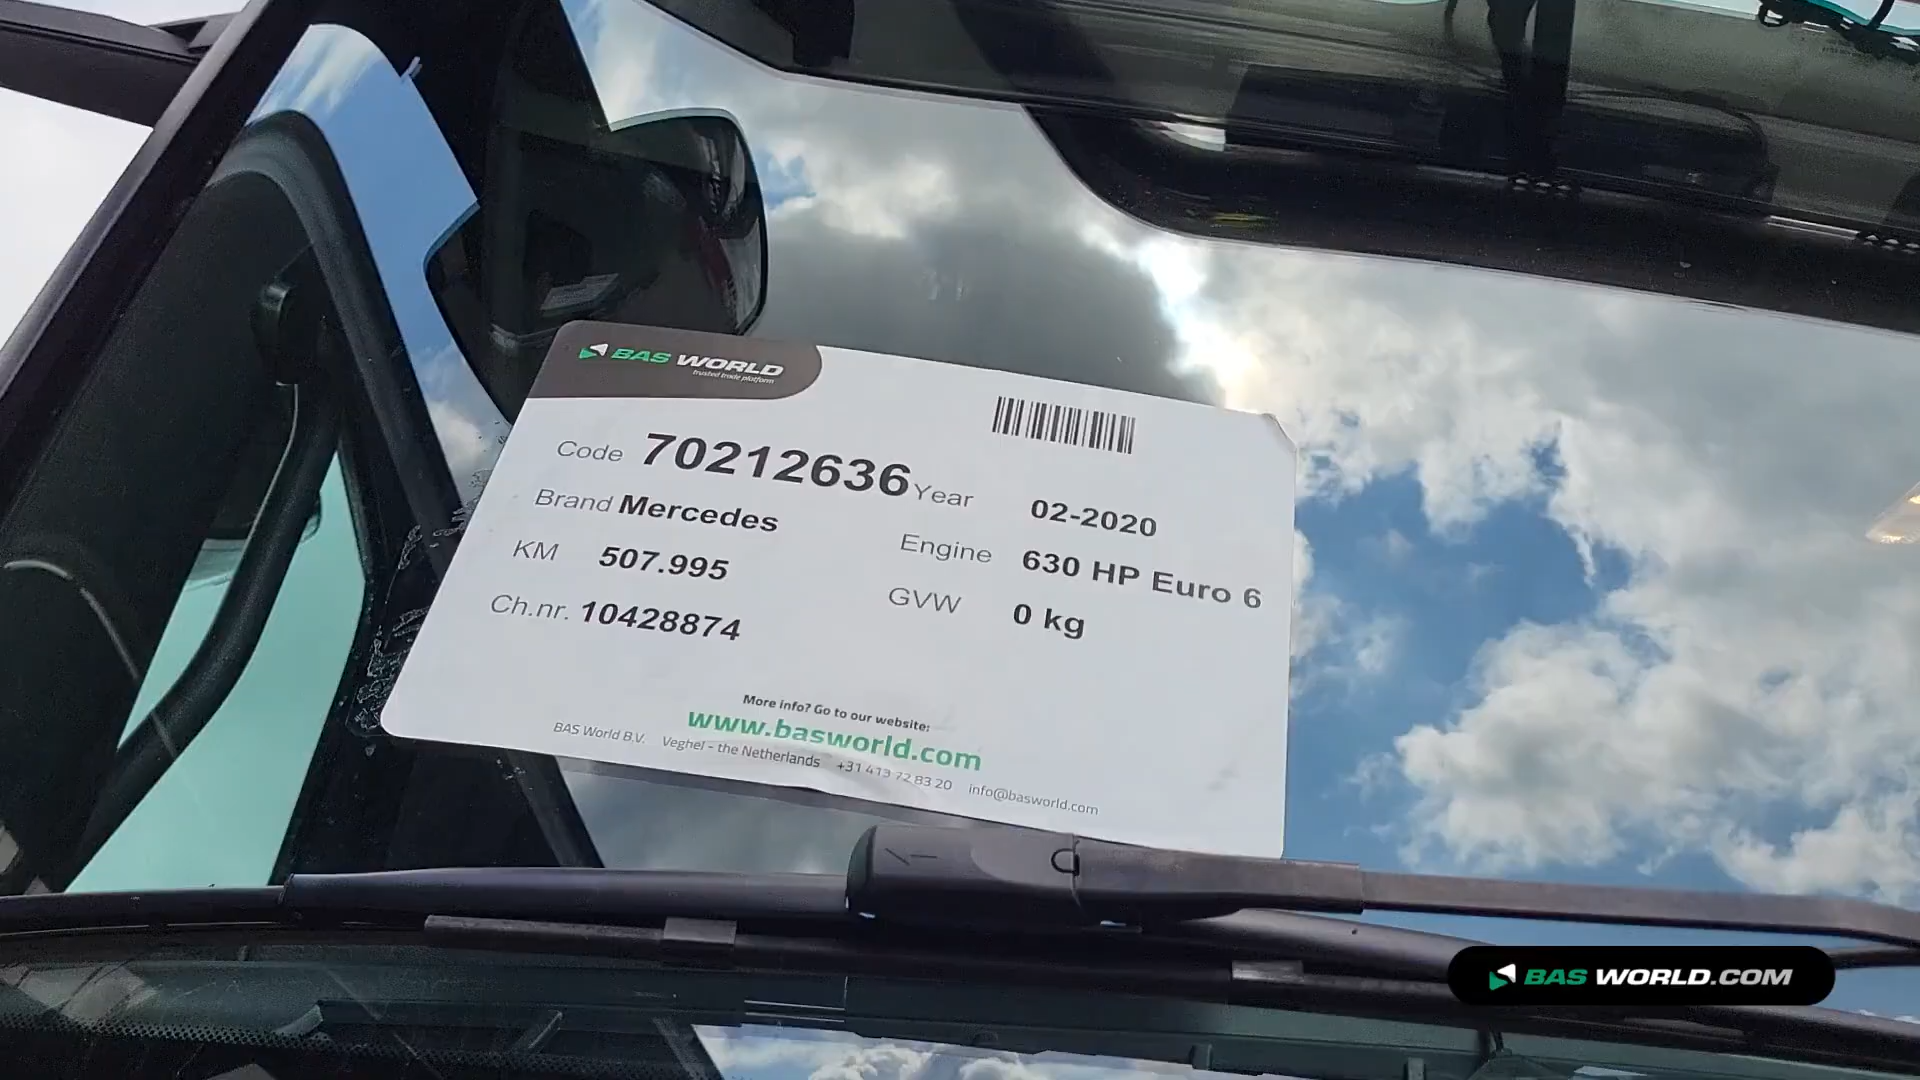 BAS WORLD
trusted trade platform
Code 70212636
Year 02-2020
Brand Mercedes
Engine 630 HP Euro 6
KM 507.995
GVW 0 kg
Ch.nr. 10428874
More info? Go to our website:
www.basworld.com
BAS World B.V. Veghel - the Netherlands +31 413 72 83 20 info@basworld.com
BAS WORLD.COM